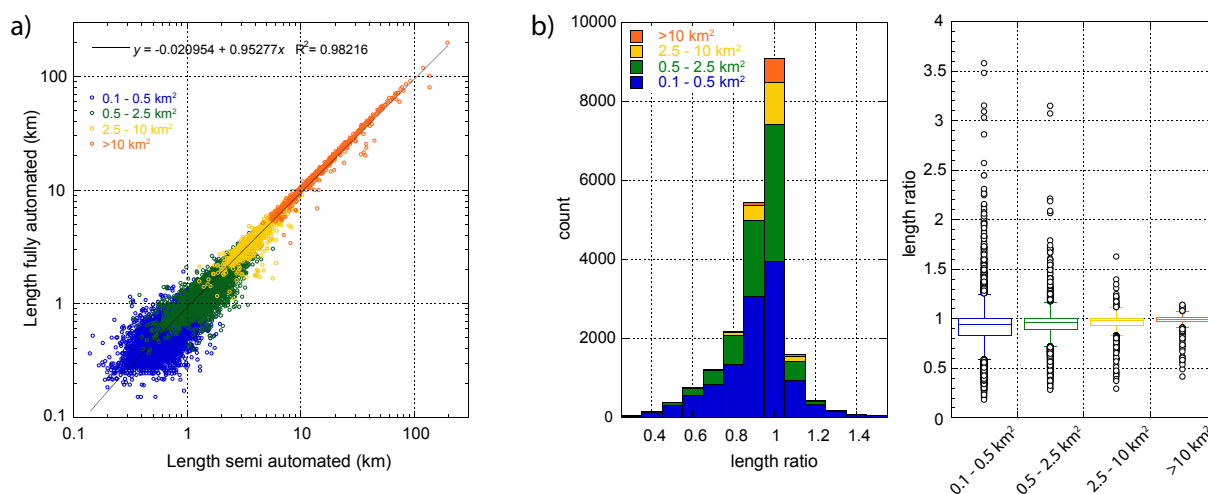 a)
y = -0.020954 + 0.95277x R²= 0.98216
0.1 - 0.5 km²
0.5 - 2.5 km²
2.5 - 10 km²
>10 km²
100
10
1
0.1
Length fully automated (km)
0.1 1 10 100
Length semi automated (km)
b)
>10 km²
2.5 - 10 km²
0.5 - 2.5 km²
0.1 - 0.5 km²
10000
8000
6000
4000
2000
0
count
0.4 0.6 0.8 1 1.2 1.4
length ratio
4
3.5
3
2.5
2
1.5
1
0.5
0
length ratio
0.1 - 0.5 km²
0.5 - 2.5 km²
2.5 - 10 km²
>10 km²